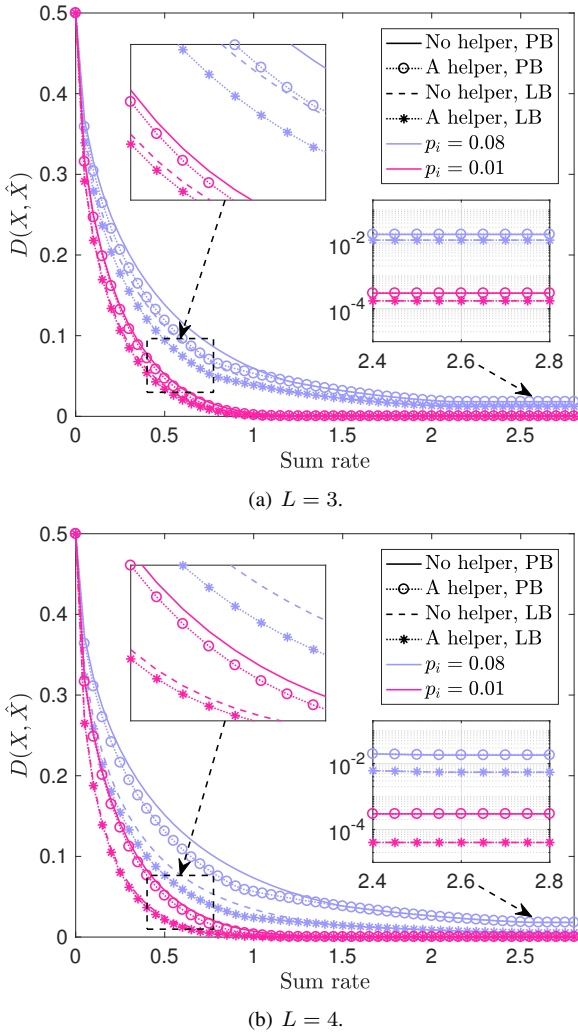 0.5
0.4
0.3
0.2
0.1
0
D(X, X̂)
No helper, PB
A helper, PB
No helper, LB
A helper, LB
p_i = 0.08
p_i = 0.01
10^{-2}
10^{-4}
2.4 2.6 2.8
0 0.5 1 1.5 2 2.5
Sum rate
(a) L = 3.
0.5
0.4
0.3
0.2
0.1
0
D(X, X̂)
No helper, PB
A helper, PB
No helper, LB
A helper, LB
p_i = 0.08
p_i = 0.01
10^{-2}
10^{-4}
2.4 2.6 2.8
0 0.5 1 1.5 2 2.5
Sum rate
(b) L = 4.